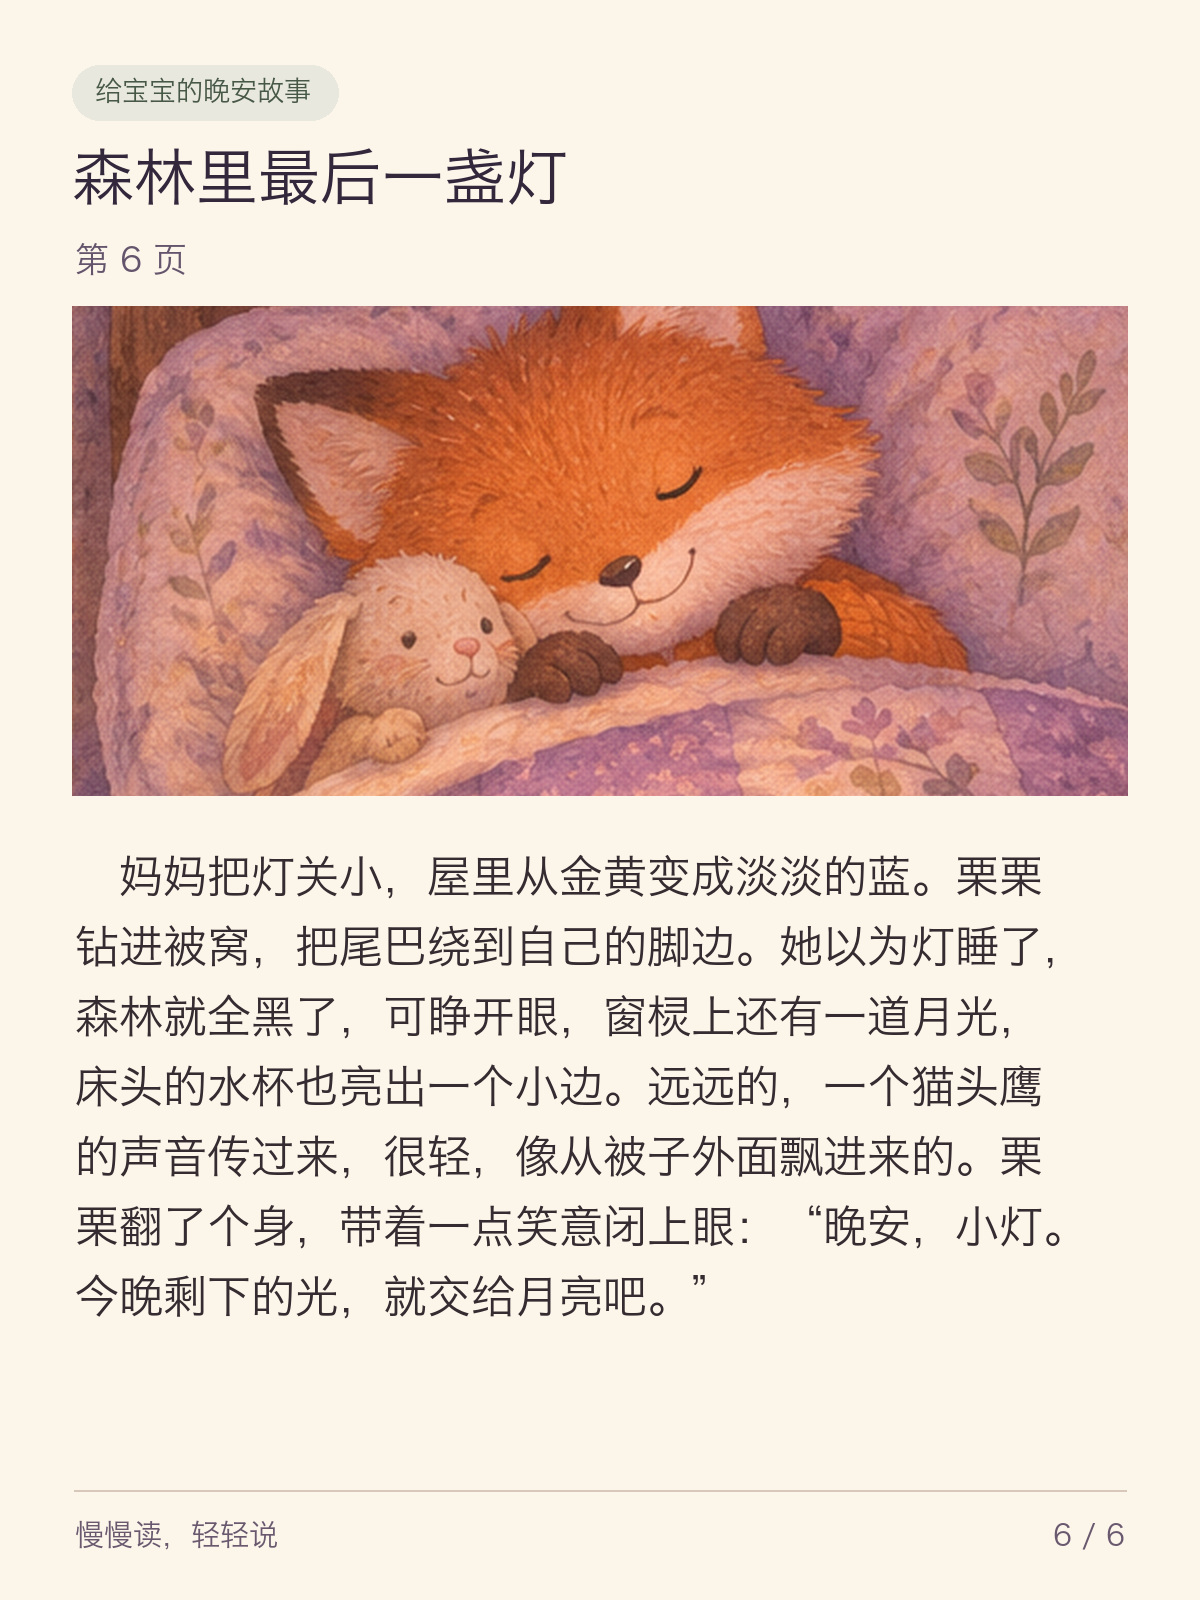 给宝宝的晚安故事
森林里最后一盏灯
第 6 页
妈妈把灯关小，屋里从金黄变成淡淡的蓝。栗栗
钻进被窝，把尾巴绕到自己的脚边。她以为灯睡了，
森林就全黑了，可睁开眼，窗棂上还有一道月光，
床头的水杯也亮出一个小边。远远的，一个猫头鹰
的声音传过来，很轻，像从被子外面飘进来的。栗
栗翻了个身，带着一点笑意闭上眼：“晚安，小灯。
今晚剩下的光，就交给月亮吧。”
慢慢读，轻轻说
6 / 6